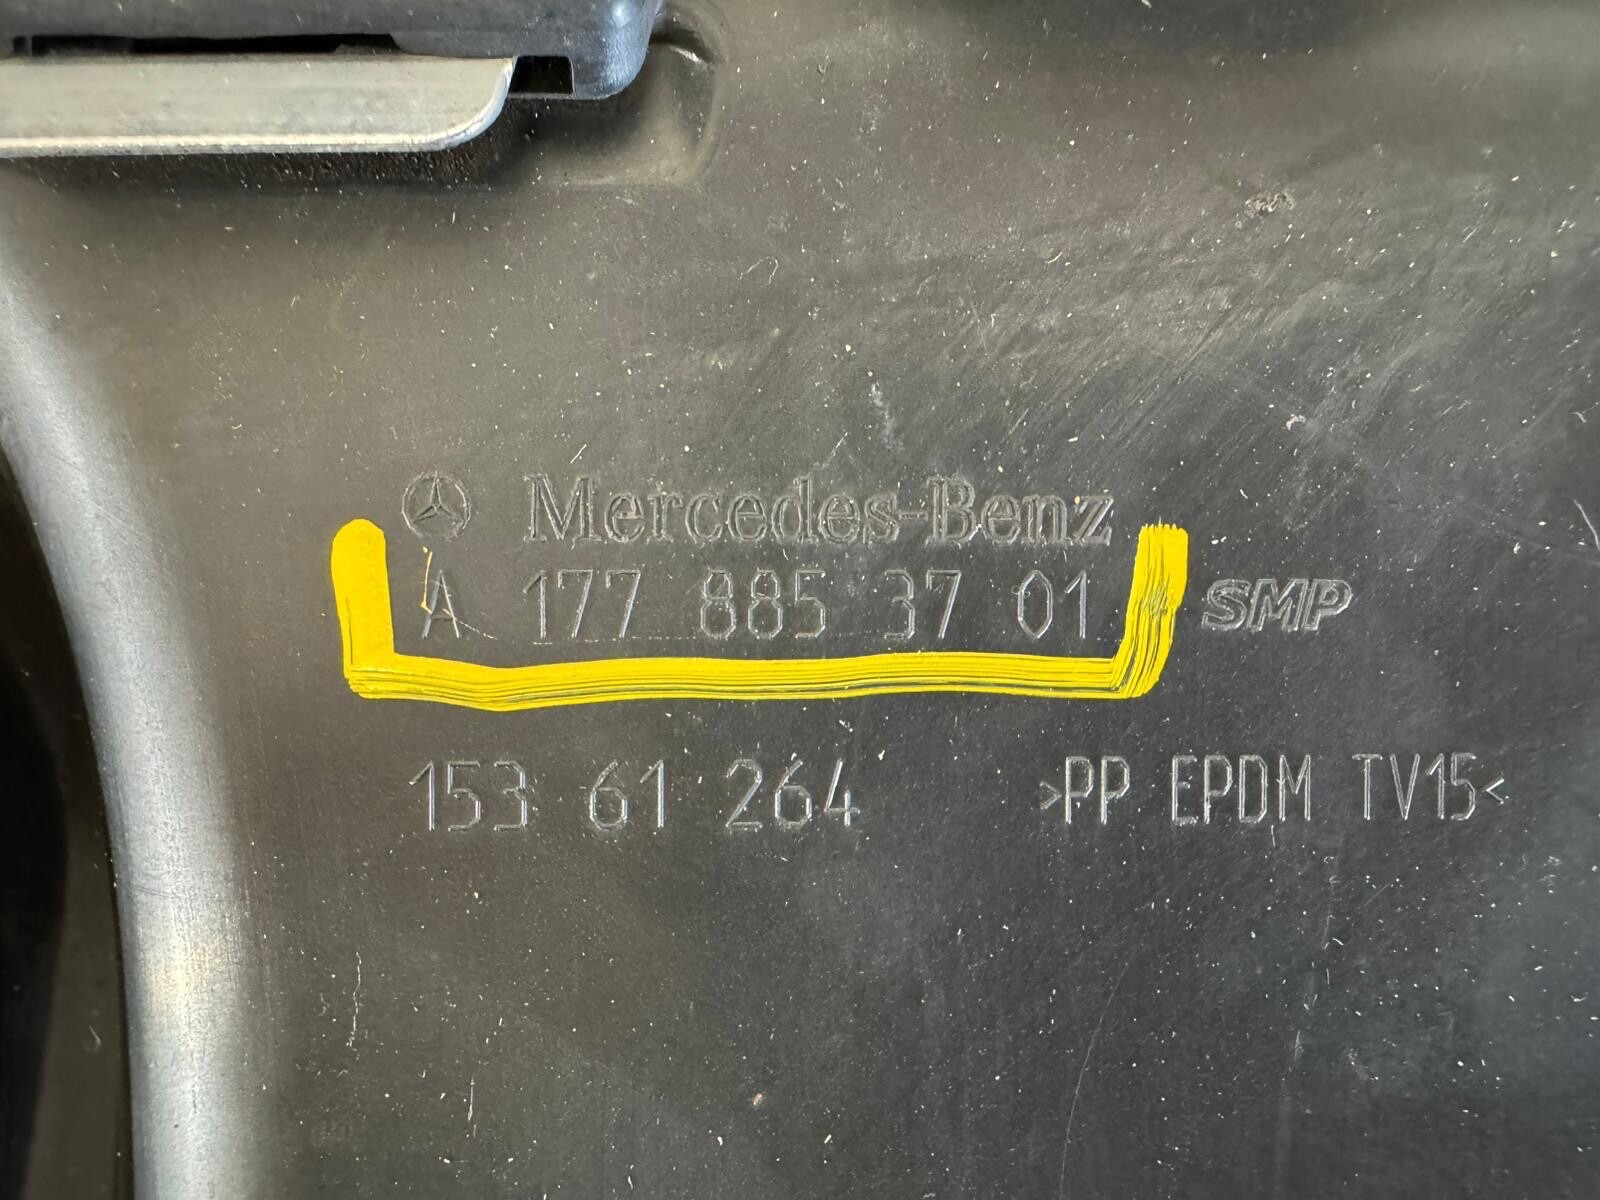 Mercedes-Benz
A 177 885 37 01 SMP
153 61 264 >PP EPDM TV15<